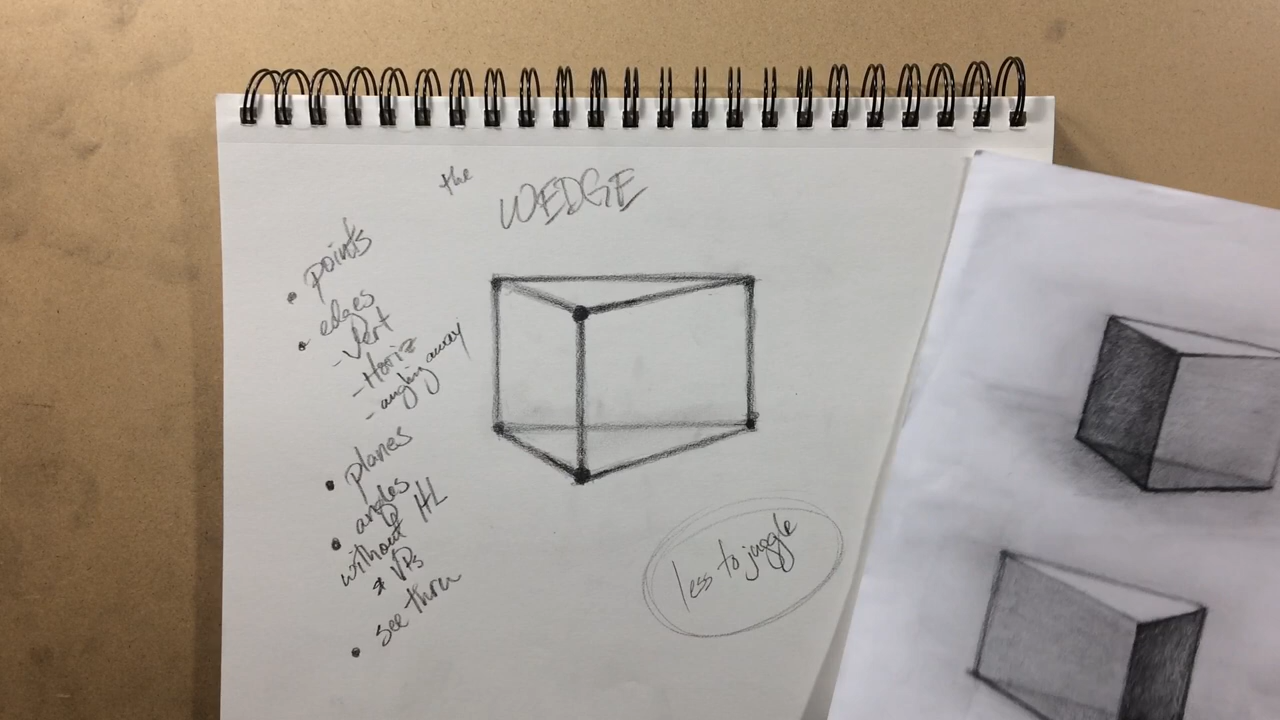 the
WEDGE
• points
• edges
- Vert
- Horiz
- angling away
• planes
• angles
without HL
& VPs
• see thru
less to juggle